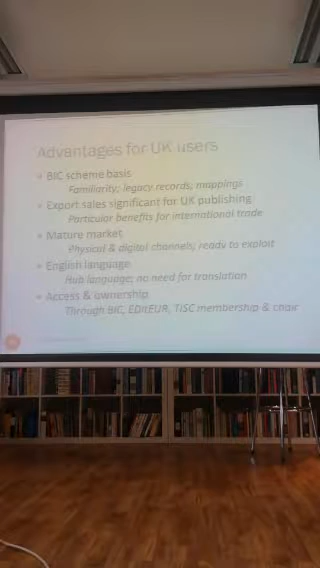 Advantages for UK users
BIC scheme basis
Familiarity; legacy records; mappings
Export sales significant for UK publishing
Particular benefits for international trade
Mature market
Physical & digital channels; ready to exploit
English language
Hub language; no need for translation
Access & ownership
Through BIC, EDItEUR, TISC membership & chair